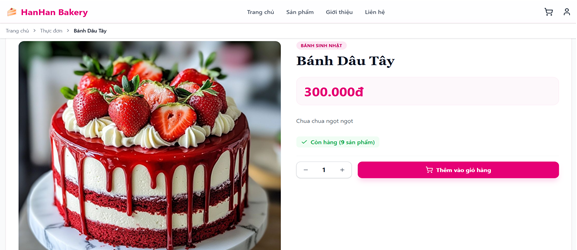 HanHan Bakery
Trang chủ Sản phẩm Giới thiệu Liên hệ
Trang chủ > Thực đơn > Bánh Dâu Tây
BÁNH SINH NHẬT
Bánh Dâu Tây
300.000đ
Chua chua ngọt ngọt
Còn hàng (9 sản phẩm)
− 1 + Thêm vào giỏ hàng